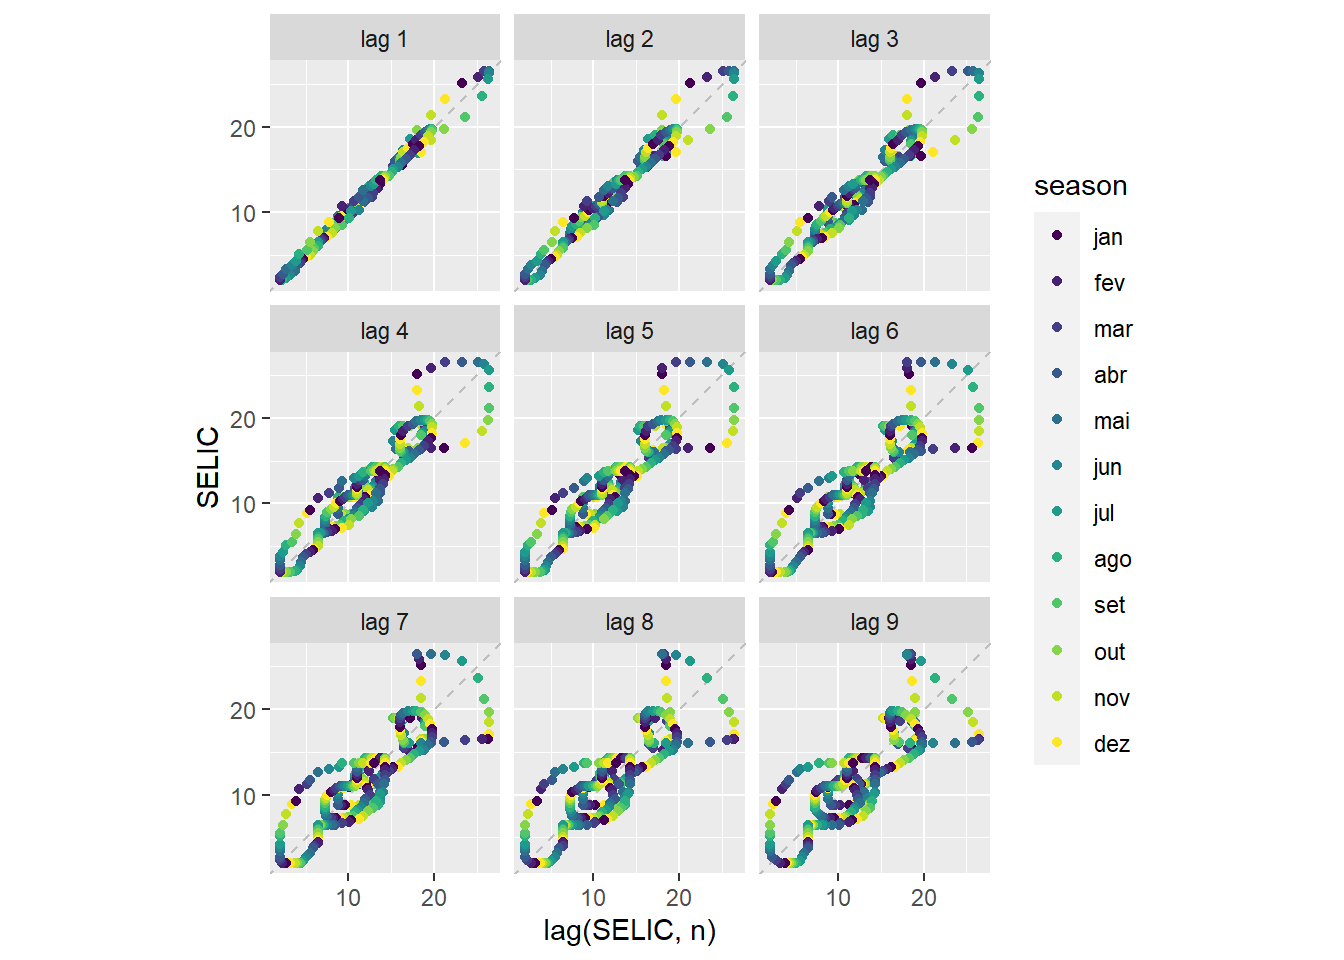 lag 1 lag 2 lag 3
20
10
lag 4 lag 5 lag 6
20
10
lag 7 lag 8 lag 9
20
10
10 20 10 20 10 20
lag(SELIC, n)
SELIC
season
jan
fev
mar
abr
mai
jun
jul
ago
set
out
nov
dez